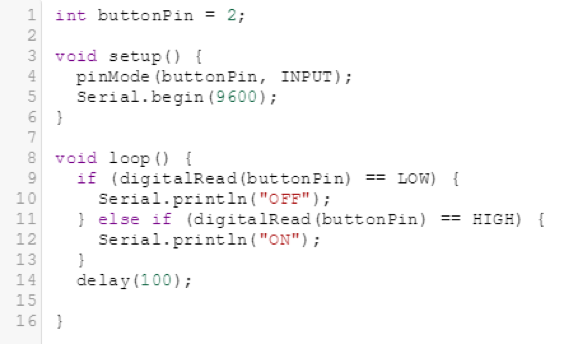 1 int buttonPin = 2;
2
3 void setup() {
4   pinMode(buttonPin, INPUT);
5   Serial.begin(9600);
6 }
7
8 void loop() {
9   if (digitalRead(buttonPin) == LOW) {
10     Serial.println("OFF");
11   } else if (digitalRead(buttonPin) == HIGH) {
12     Serial.println("ON");
13   }
14   delay(100);
15
16 }